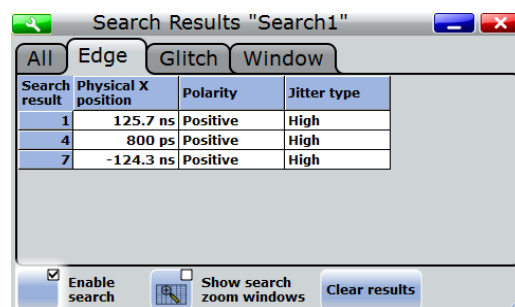 Search Results "Search1"
All Edge Glitch Window
Search result Physical X position Polarity Jitter type
1 125.7 ns Positive High
4 800 ps Positive High
7 -124.3 ns Positive High
Enable search Show search zoom windows Clear results